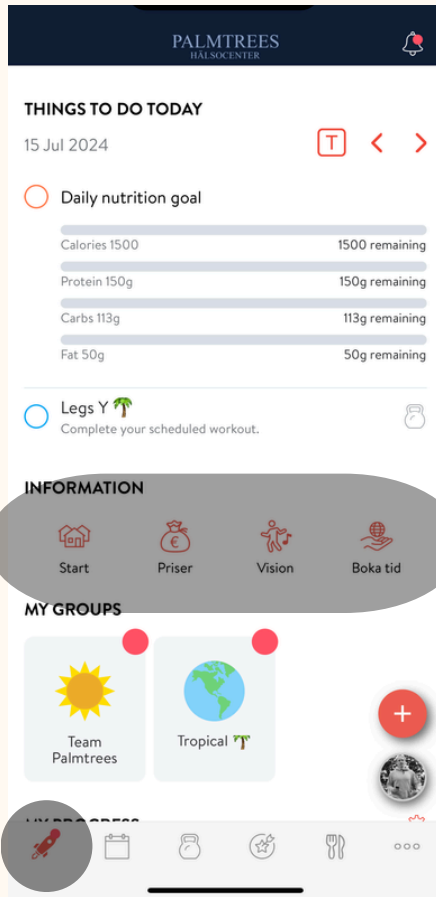 PALMTREES
HÄLSOCENTER
THINGS TO DO TODAY
15 Jul 2024
T
Daily nutrition goal
Calories 1500 1500 remaining
Protein 150g 150g remaining
Carbs 113g 113g remaining
Fat 50g 50g remaining
Legs Y 🌴
Complete your scheduled workout.
INFORMATION
Start Priser Vision Boka tid
MY GROUPS
Team
Palmtrees
Tropical 🌴
MY PROGRESS